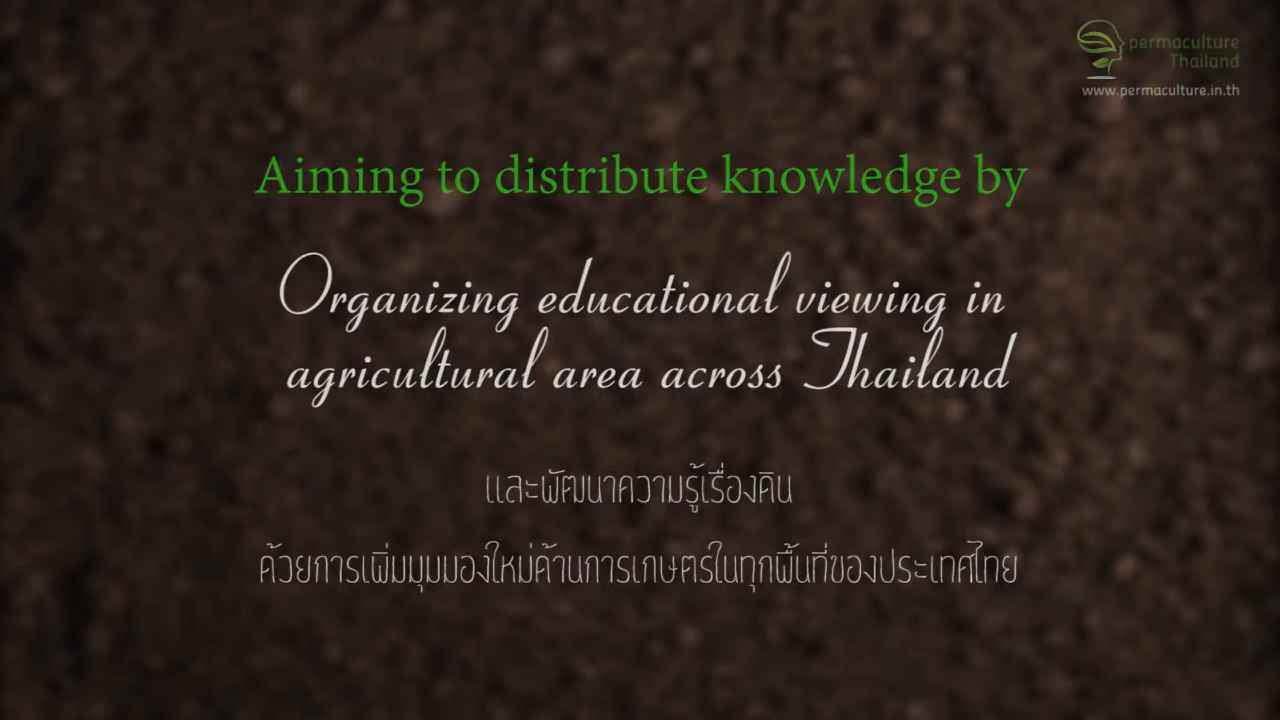 permaculture
Thailand
www.permaculture.in.th
Aiming to distribute knowledge by
Organizing educational viewing in
agricultural area across Thailand
และพัฒนาความรู้เรื่องดิน
ด้วยการเพิ่มมุมมองใหม่ด้านการเกษตรในทุกพื้นที่ของประเทศไทย